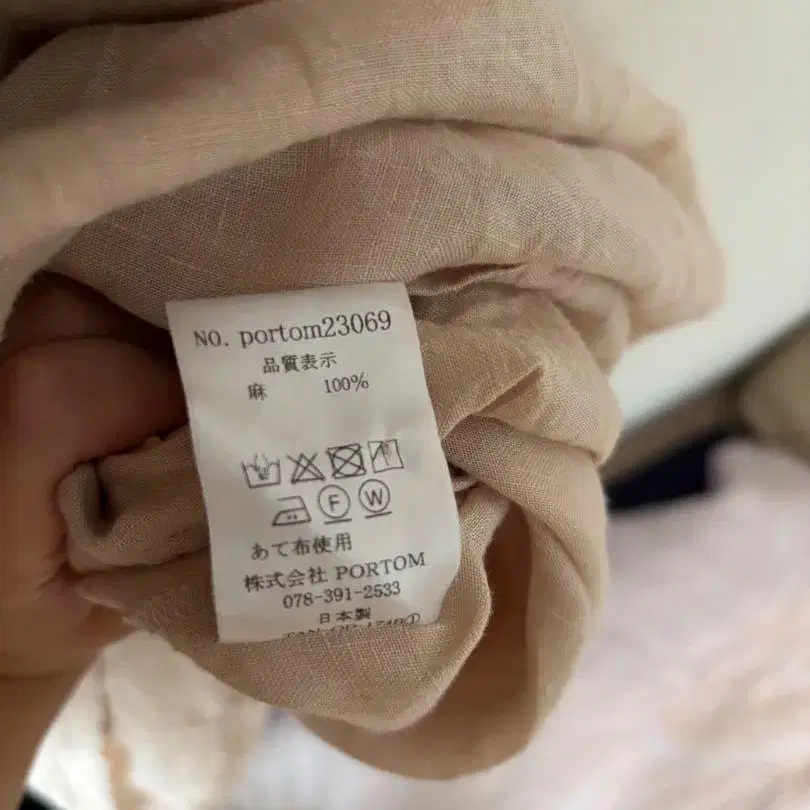 NO. portom23069
品質表示
麻 100%
F W
あて布使用
株式会社 PORTOM
078-391-2533
日本製